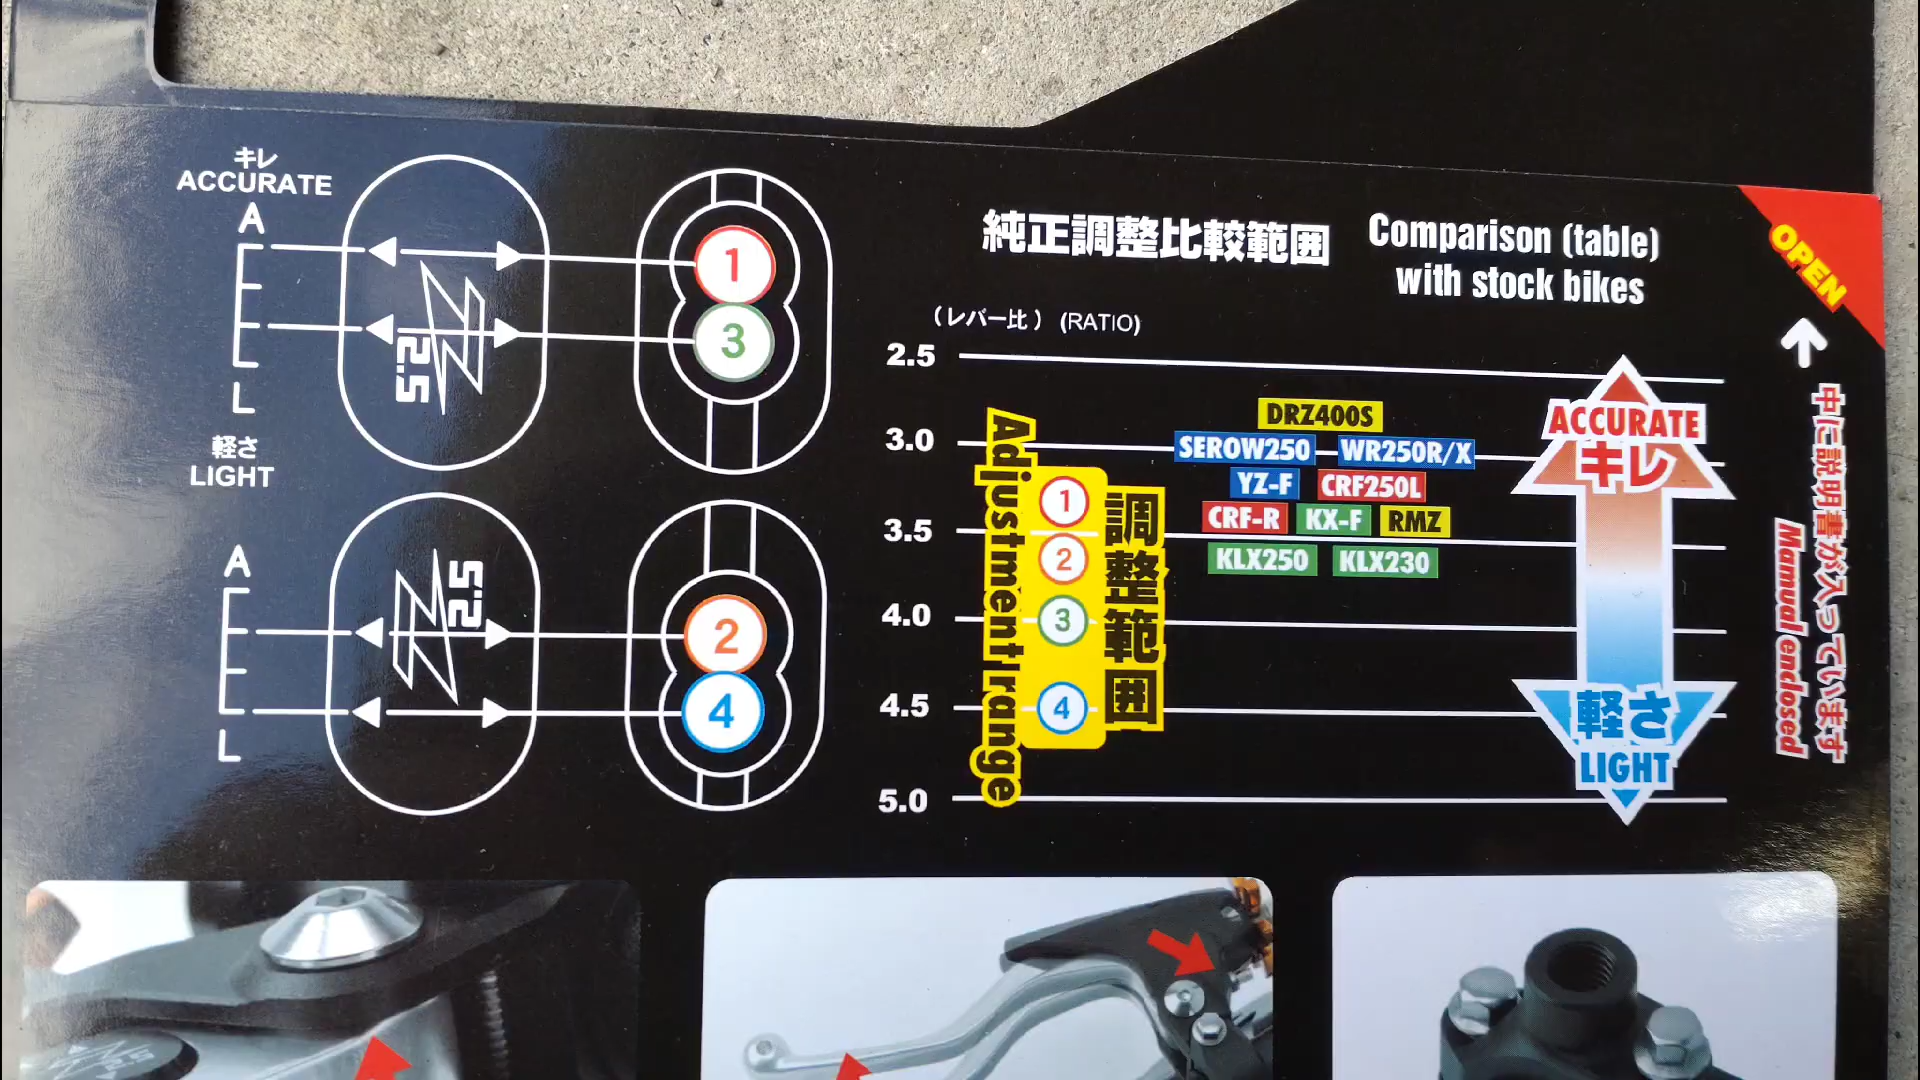 キレ
ACCURATE
A
L
軽さ
LIGHT
2.5
1
3
A
L
2.5
2
4
純正調整比較範囲
Comparison (table)
with stock bikes
(レバー比) (RATIO)
2.5
3.0
3.5
4.0
4.5
5.0
Adjustment range
1
2
3
4
調整範囲
DRZ400S
SEROW250 WR250R/X
YZ-F CRF250L
CRF-R KX-F RMZ
KLX250 KLX230
ACCURATE
キレ
軽さ
LIGHT
OPEN
中に説明書が入っています
Mamual enclosed